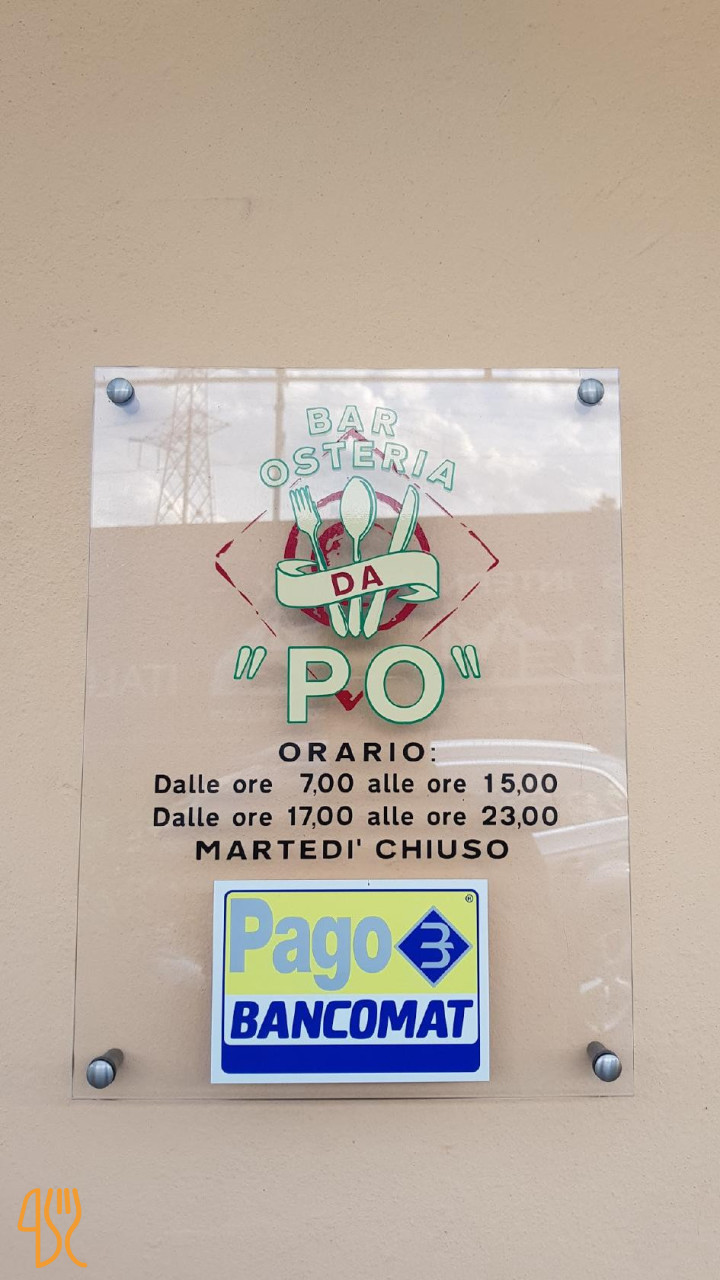 BAR
OSTERIA
DA
"PO"
ORARIO:
Dalle ore 7,00 alle ore 15,00
Dalle ore 17,00 alle ore 23,00
MARTEDI' CHIUSO
Pago
®
BANCOMAT